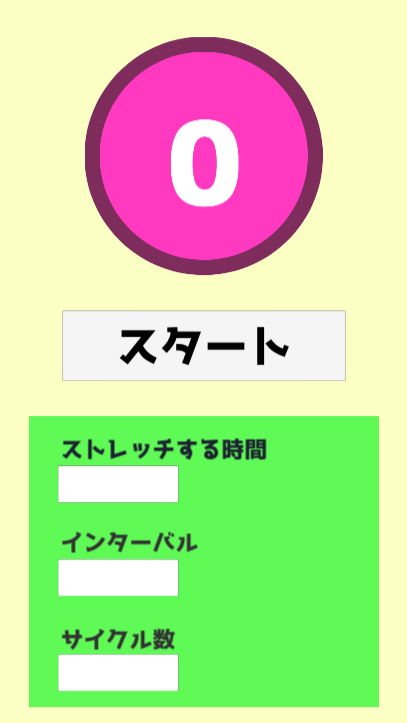 0
スタート
ストレッチする時間
インターバル
サイクル数